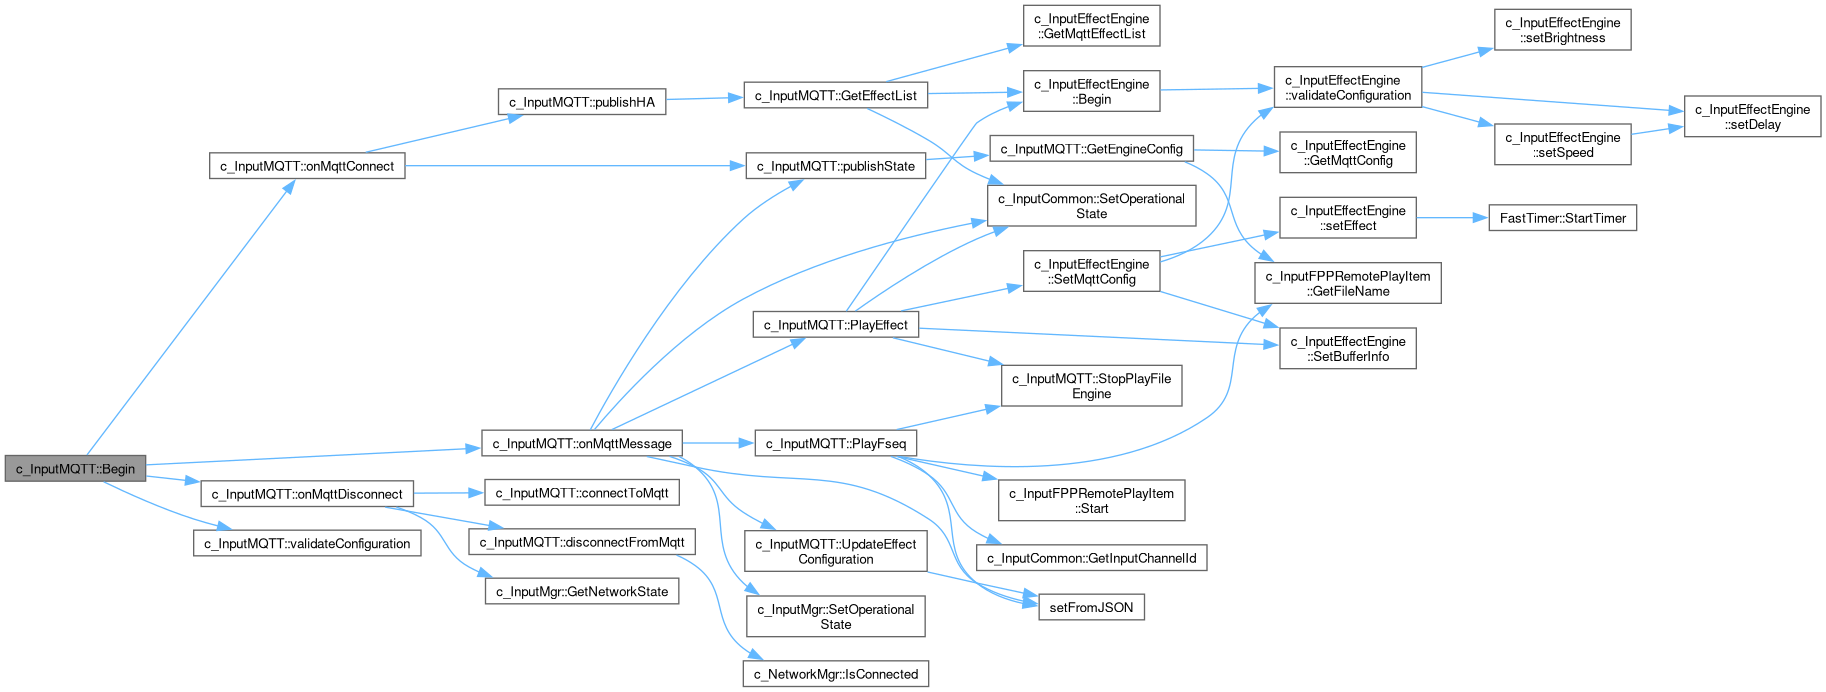 c_InputMQTT::Begin
c_InputMQTT::onMqttConnect
c_InputMQTT::onMqttDisconnect
c_InputMQTT::validateConfiguration
c_InputMQTT::publishHA
c_InputMQTT::onMqttMessage
c_InputMQTT::connectToMqtt
c_InputMQTT::disconnectFromMqtt
c_InputMgr::GetNetworkState
c_InputMQTT::GetEffectList
c_InputMQTT::publishState
c_InputMQTT::PlayEffect
c_InputMQTT::PlayFseq
c_InputMQTT::UpdateEffect
Configuration
c_InputMgr::SetOperational
State
c_NetworkMgr::IsConnected
c_InputEffectEngine
::GetMqttEffectList
c_InputEffectEngine
::Begin
c_InputMQTT::GetEngineConfig
c_InputCommon::SetOperational
State
c_InputEffectEngine
::SetMqttConfig
c_InputMQTT::StopPlayFile
Engine
c_InputFPPRemotePlayItem
::Start
c_InputCommon::GetInputChannelId
setFromJSON
c_InputEffectEngine
::validateConfiguration
c_InputEffectEngine
::GetMqttConfig
c_InputEffectEngine
::setEffect
c_InputFPPRemotePlayItem
::GetFileName
c_InputEffectEngine
::SetBufferInfo
c_InputEffectEngine
::setBrightness
c_InputEffectEngine
::setSpeed
FastTimer::StartTimer
c_InputEffectEngine
::setDelay